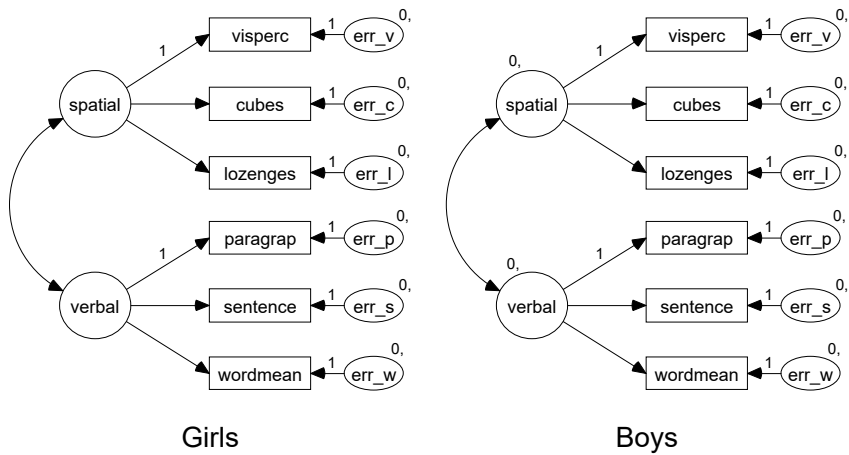 0,
1
visperc
1
err_v
0,
spatial
cubes
1
err_c
0,
lozenges
1
err_l
0,
1
paragrap
1
err_p
0,
verbal
sentence
1
err_s
0,
wordmean
1
err_w
Girls
0,
1
visperc
1
err_v
0,
0,
spatial
cubes
1
err_c
0,
lozenges
1
err_l
0,
1
paragrap
1
err_p
0,
0,
verbal
sentence
1
err_s
0,
wordmean
1
err_w
Boys